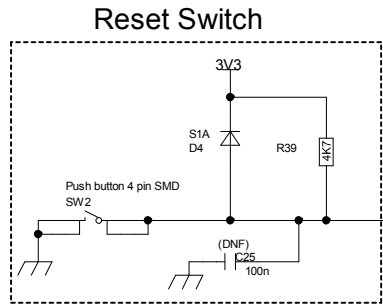 Reset Switch
3V3
S1A
D4
R39
4K7
Push button 4 pin SMD
SW2
(DNF)
C25
100n